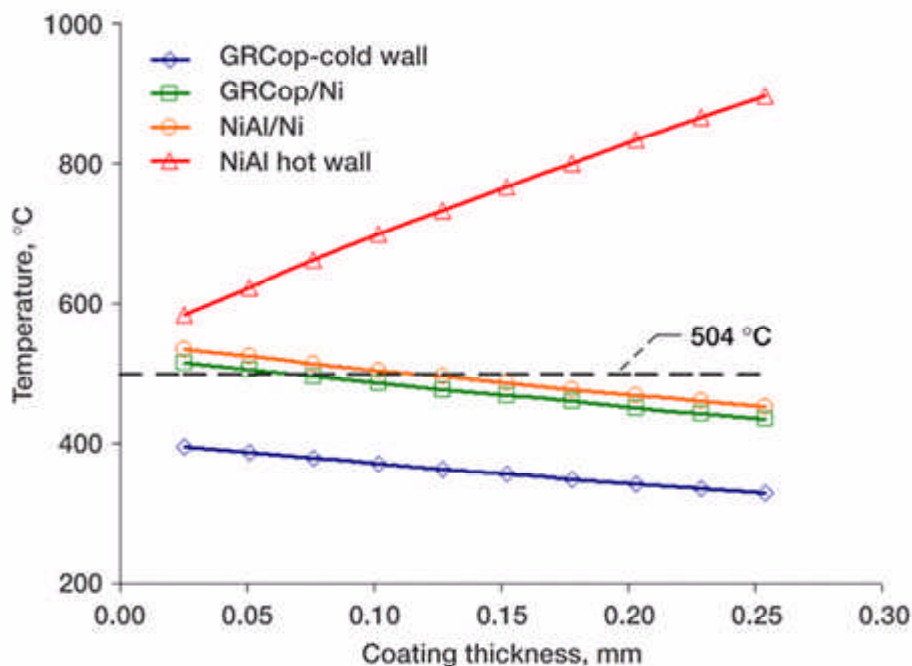 1000
GRCop-cold wall
GRCop/Ni
NiAl/Ni
NiAl hot wall
800
600
504 °C
400
200
Temperature, °C
0.00 0.05 0.10 0.15 0.20 0.25 0.30
Coating thickness, mm